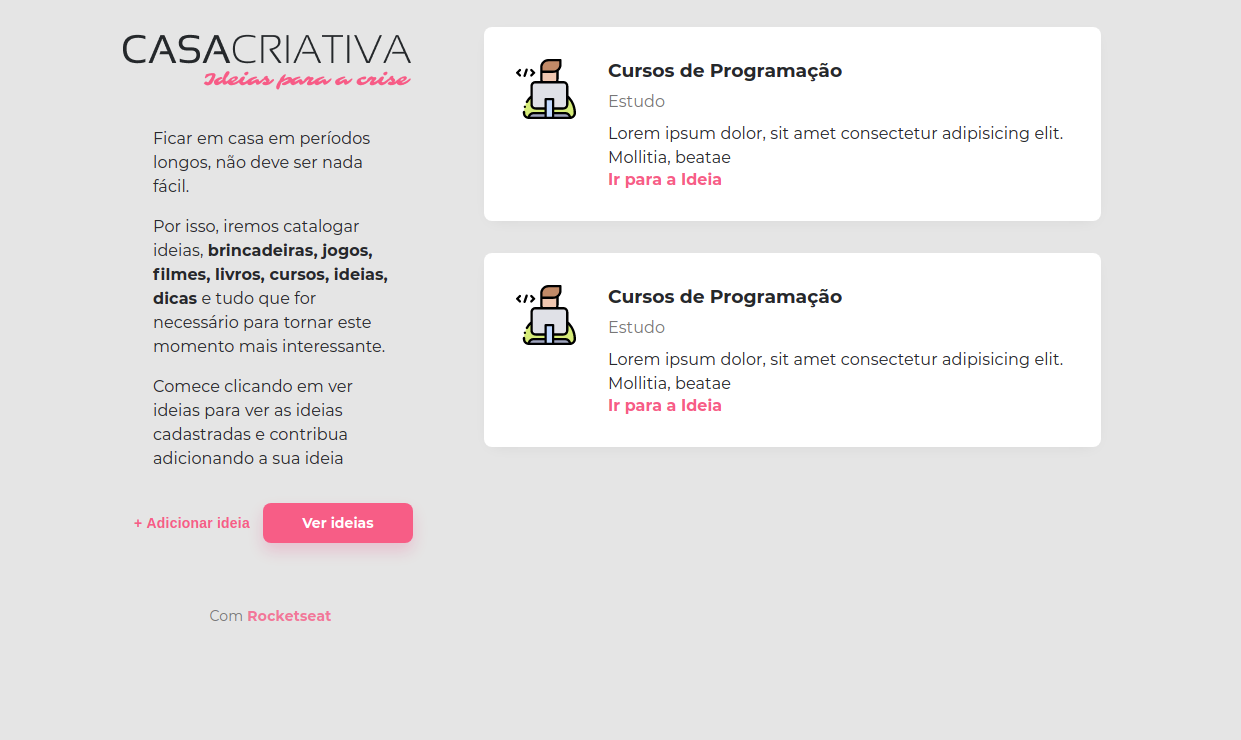 CASACRIATIVA
Ideias para a crise
Ficar em casa em períodos
longos, não deve ser nada
fácil.
Por isso, iremos catalogar
ideias, brincadeiras, jogos,
filmes, livros, cursos, ideias,
dicas e tudo que for
necessário para tornar este
momento mais interessante.
Comece clicando em ver
ideias para ver as ideias
cadastradas e contribua
adicionando a sua ideia
+ Adicionar ideia
Ver ideias
Com Rocketseat
Cursos de Programação
Estudo
Lorem ipsum dolor, sit amet consectetur adipisicing elit.
Mollitia, beatae
Ir para a Ideia
Cursos de Programação
Estudo
Lorem ipsum dolor, sit amet consectetur adipisicing elit.
Mollitia, beatae
Ir para a Ideia